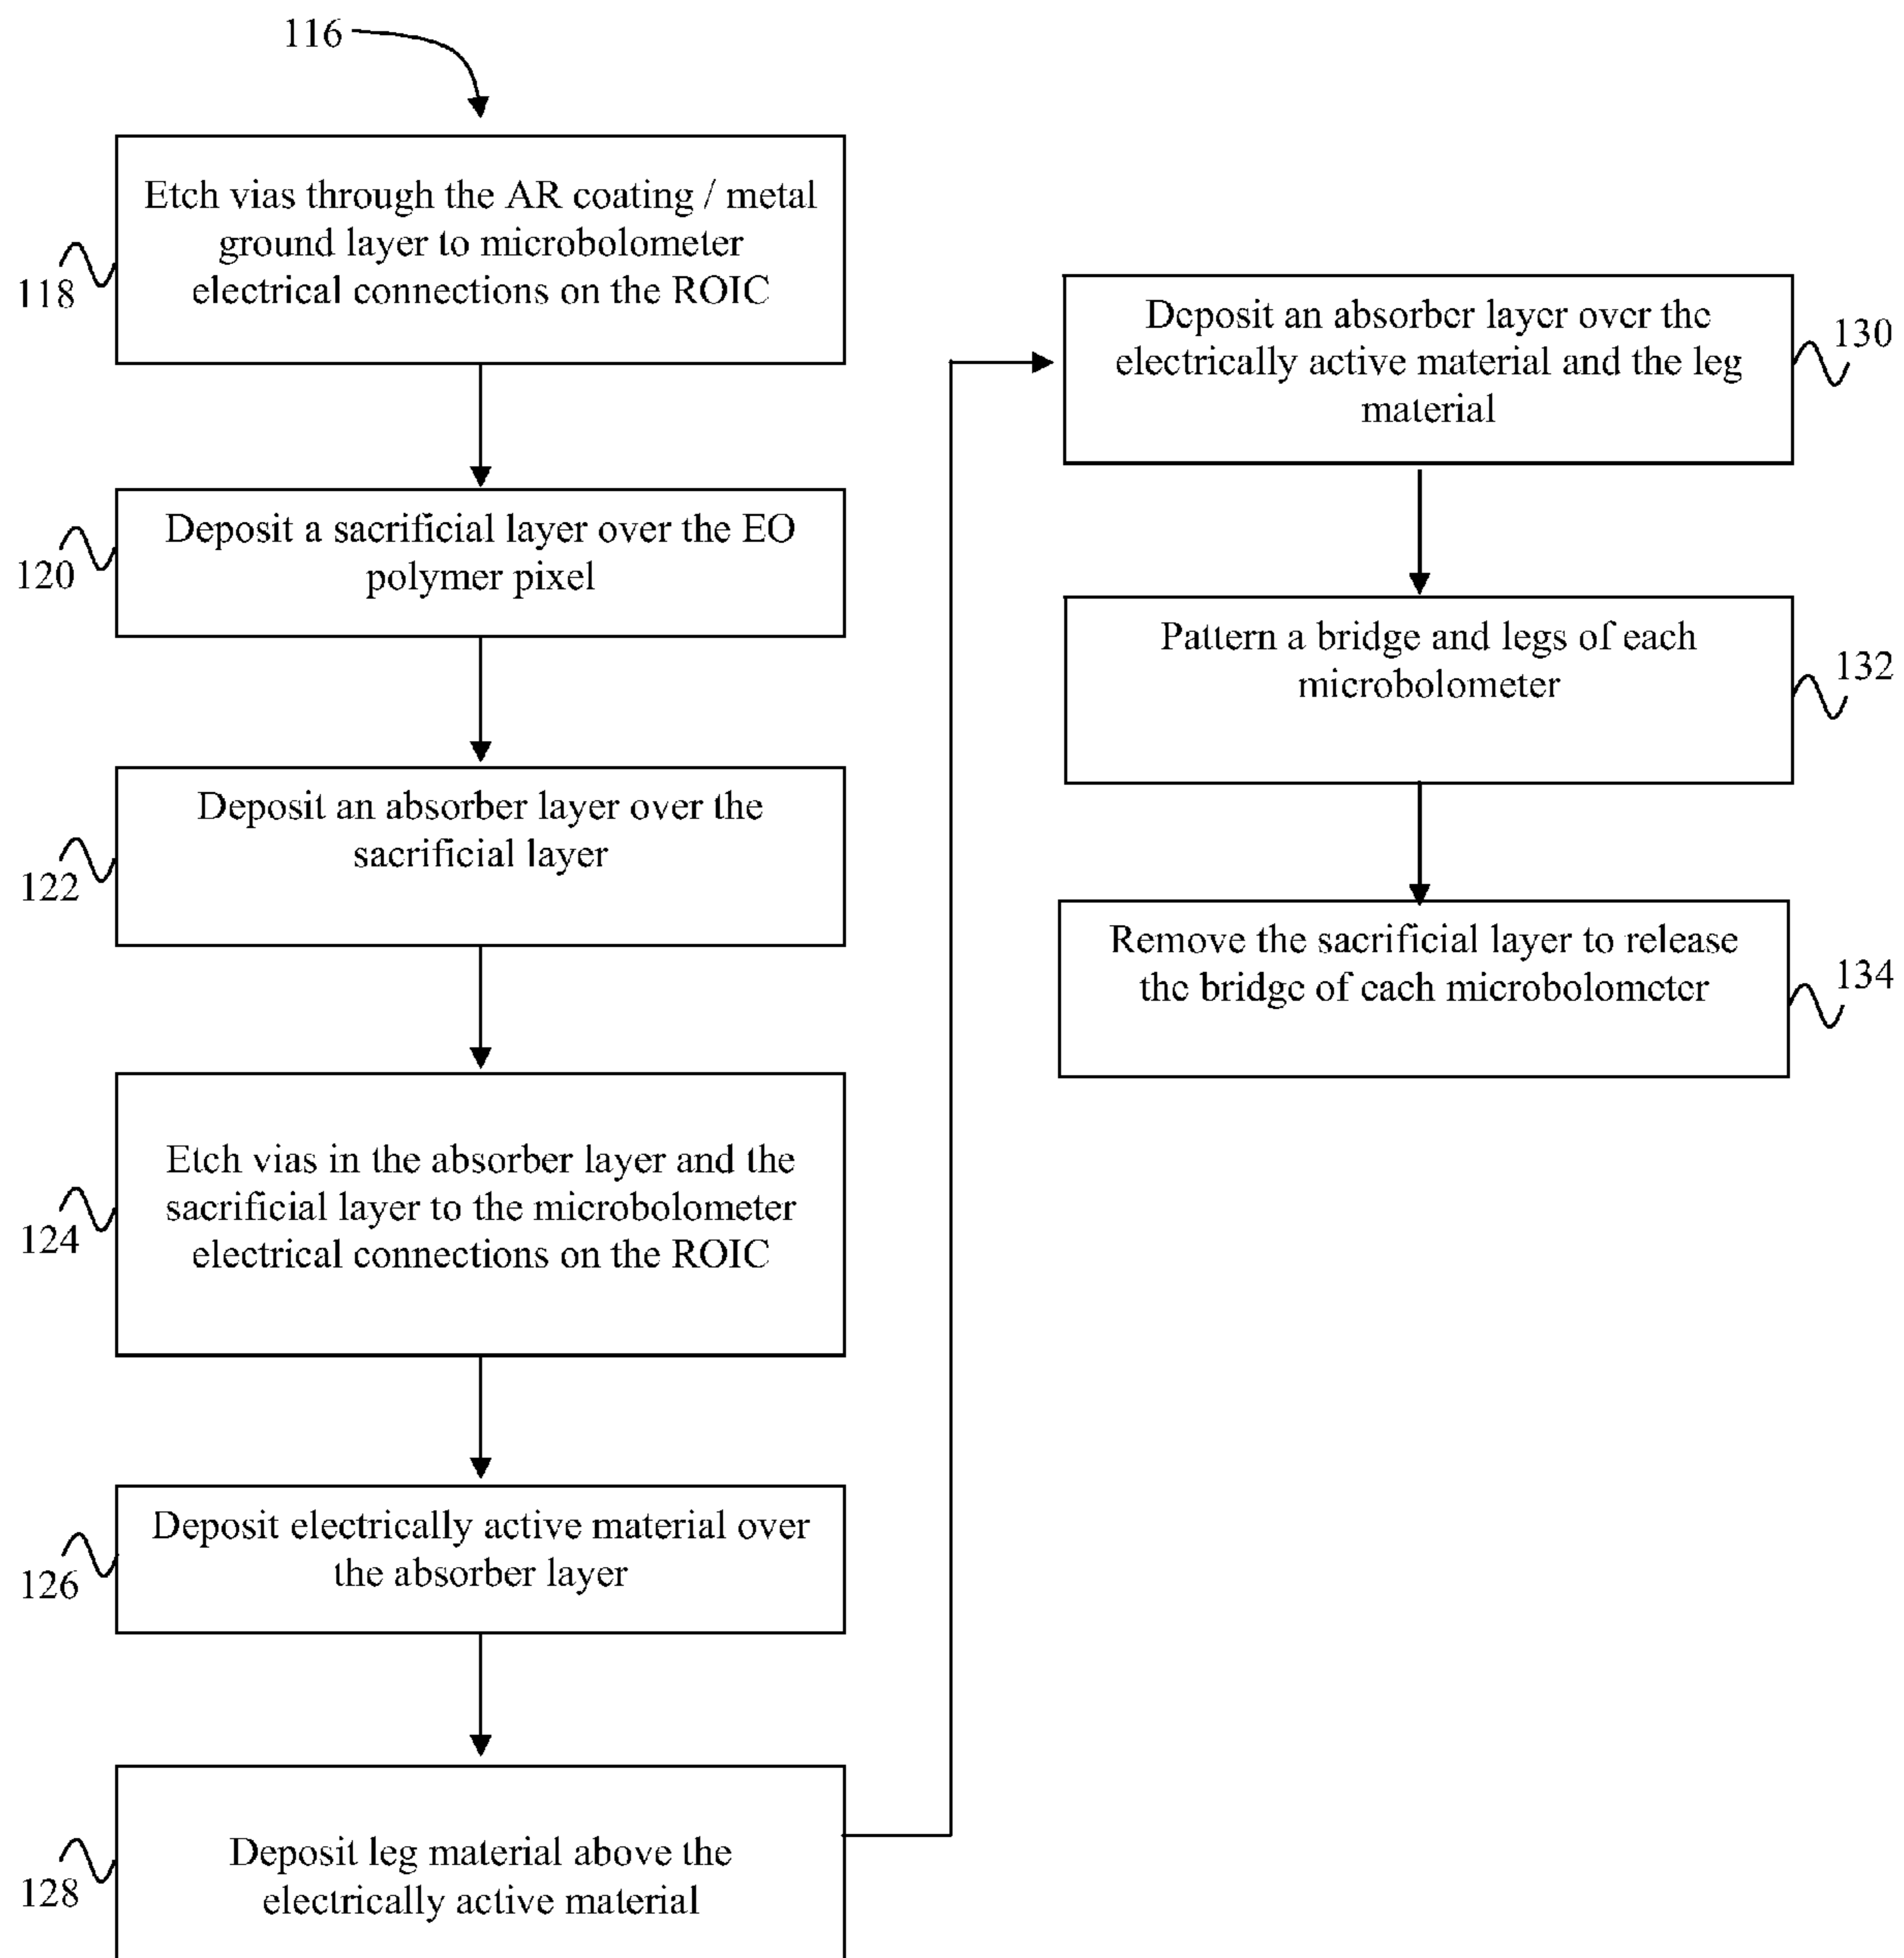 116
Etch vias through the AR coating / metal
ground layer to microbolometer
electrical connections on the ROIC
118
Deposit a sacrificial layer over the EO
polymer pixel
120
Deposit an absorber layer over the
sacrificial layer
122
Etch vias in the absorber layer and the
sacrificial layer to the microbolometer
electrical connections on the ROIC
124
Deposit electrically active material over
the absorber layer
126
Deposit leg material above the
electrically active material
128
Deposit an absorber layer over the
electrically active material and the leg
material
130
Pattern a bridge and legs of each
microbolometer
132
Remove the sacrificial layer to release
the bridge of each microbolometer
134